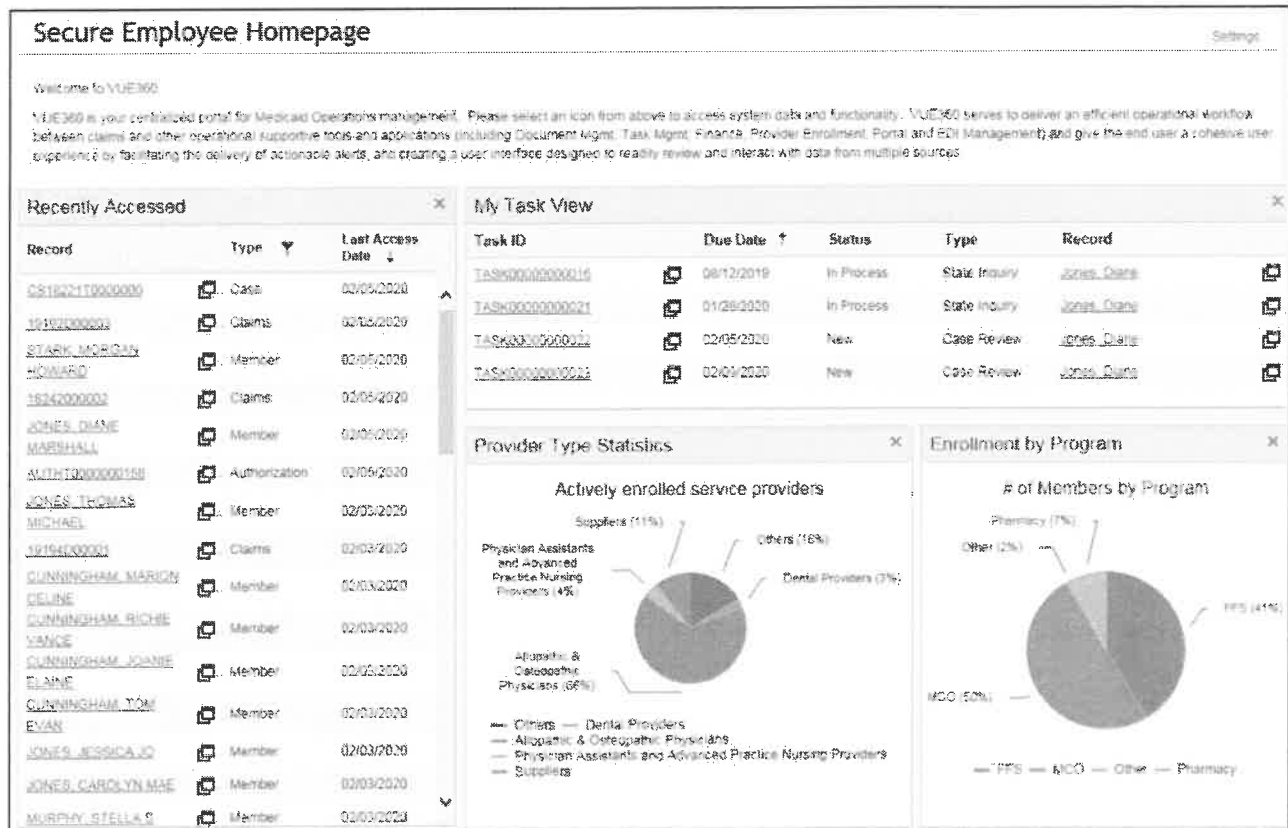 Secure Employee Homepage
Settings
Welcome to VUE360
VUE360 is your centralized portal for Medicaid Operations management. Please select an icon from above to access system data and functionality. VUE360 serves to deliver an efficient operational workflow
between claims and other operational supportive tools and applications (including Document Mgmt, Task Mgmt, Finance, Provider Enrollment, Portal and EDI Management) and give the end user a cohesive user
experience by facilitating the delivery of actionable alerts, and creating a user interface designed to readily review and interact with data from multiple sources
Recently Accessed
Record Type Last Access
Date
Case 02/05/2020
Claims 02/05/2020
STARK, MORGAN
HOWARD
Member 02/05/2020
18242000002 Claims 02/05/2020
JONES, DIANE
MARSHALL
Member 02/05/2020
AUTHT0000000158 Authorization 02/05/2020
JONES, THOMAS
MICHAEL
Member
Claims 02/03/2020
CUNNINGHAM, MARION
CELINE
Member 02/03/2020
CUNNINGHAM, RICHIE
VANCE
Member 02/03/2020
CUNNINGHAM, JOANIE
ELAINE
Member 02/03/2020
CUNNINGHAM, TOM
EVAN
Member 02/03/2020
JONES, JESSICA JO Member 02/03/2020
JONES, CAROLYN MAE Member 02/03/2020
MURPHY, STELLA S Member 02/03/2020
My Task View
Task ID Due Date Status Type Record
TASK00000000016 08/12/2019 In Process State Inquiry Jones, Diane
TASK00000000021 01/28/2020 In Process State Inquiry Jones, Diane
TASK00000000022 02/05/2020 New Case Review Jones, Diane
TASK00000000023 New Case Review Jones, Diane
Provider Type Statistics
Actively enrolled service providers
Suppliers (11%)
Others (16%)
Physician Assistants
and Advanced
Practice Nursing
Providers (4%)
Dental Providers
Allopathic &
Osteopathic
Physicians (66%)
Others Dental Providers
Allopathic & Osteopathic Physicians
Physician Assistants and Advanced Practice Nursing Providers
Suppliers
Enrollment by Program
# of Members by Program
Pharmacy (7%)
Other (2%)
FFS (41%)
MCO (50%)
FFS MCO Other Pharmacy